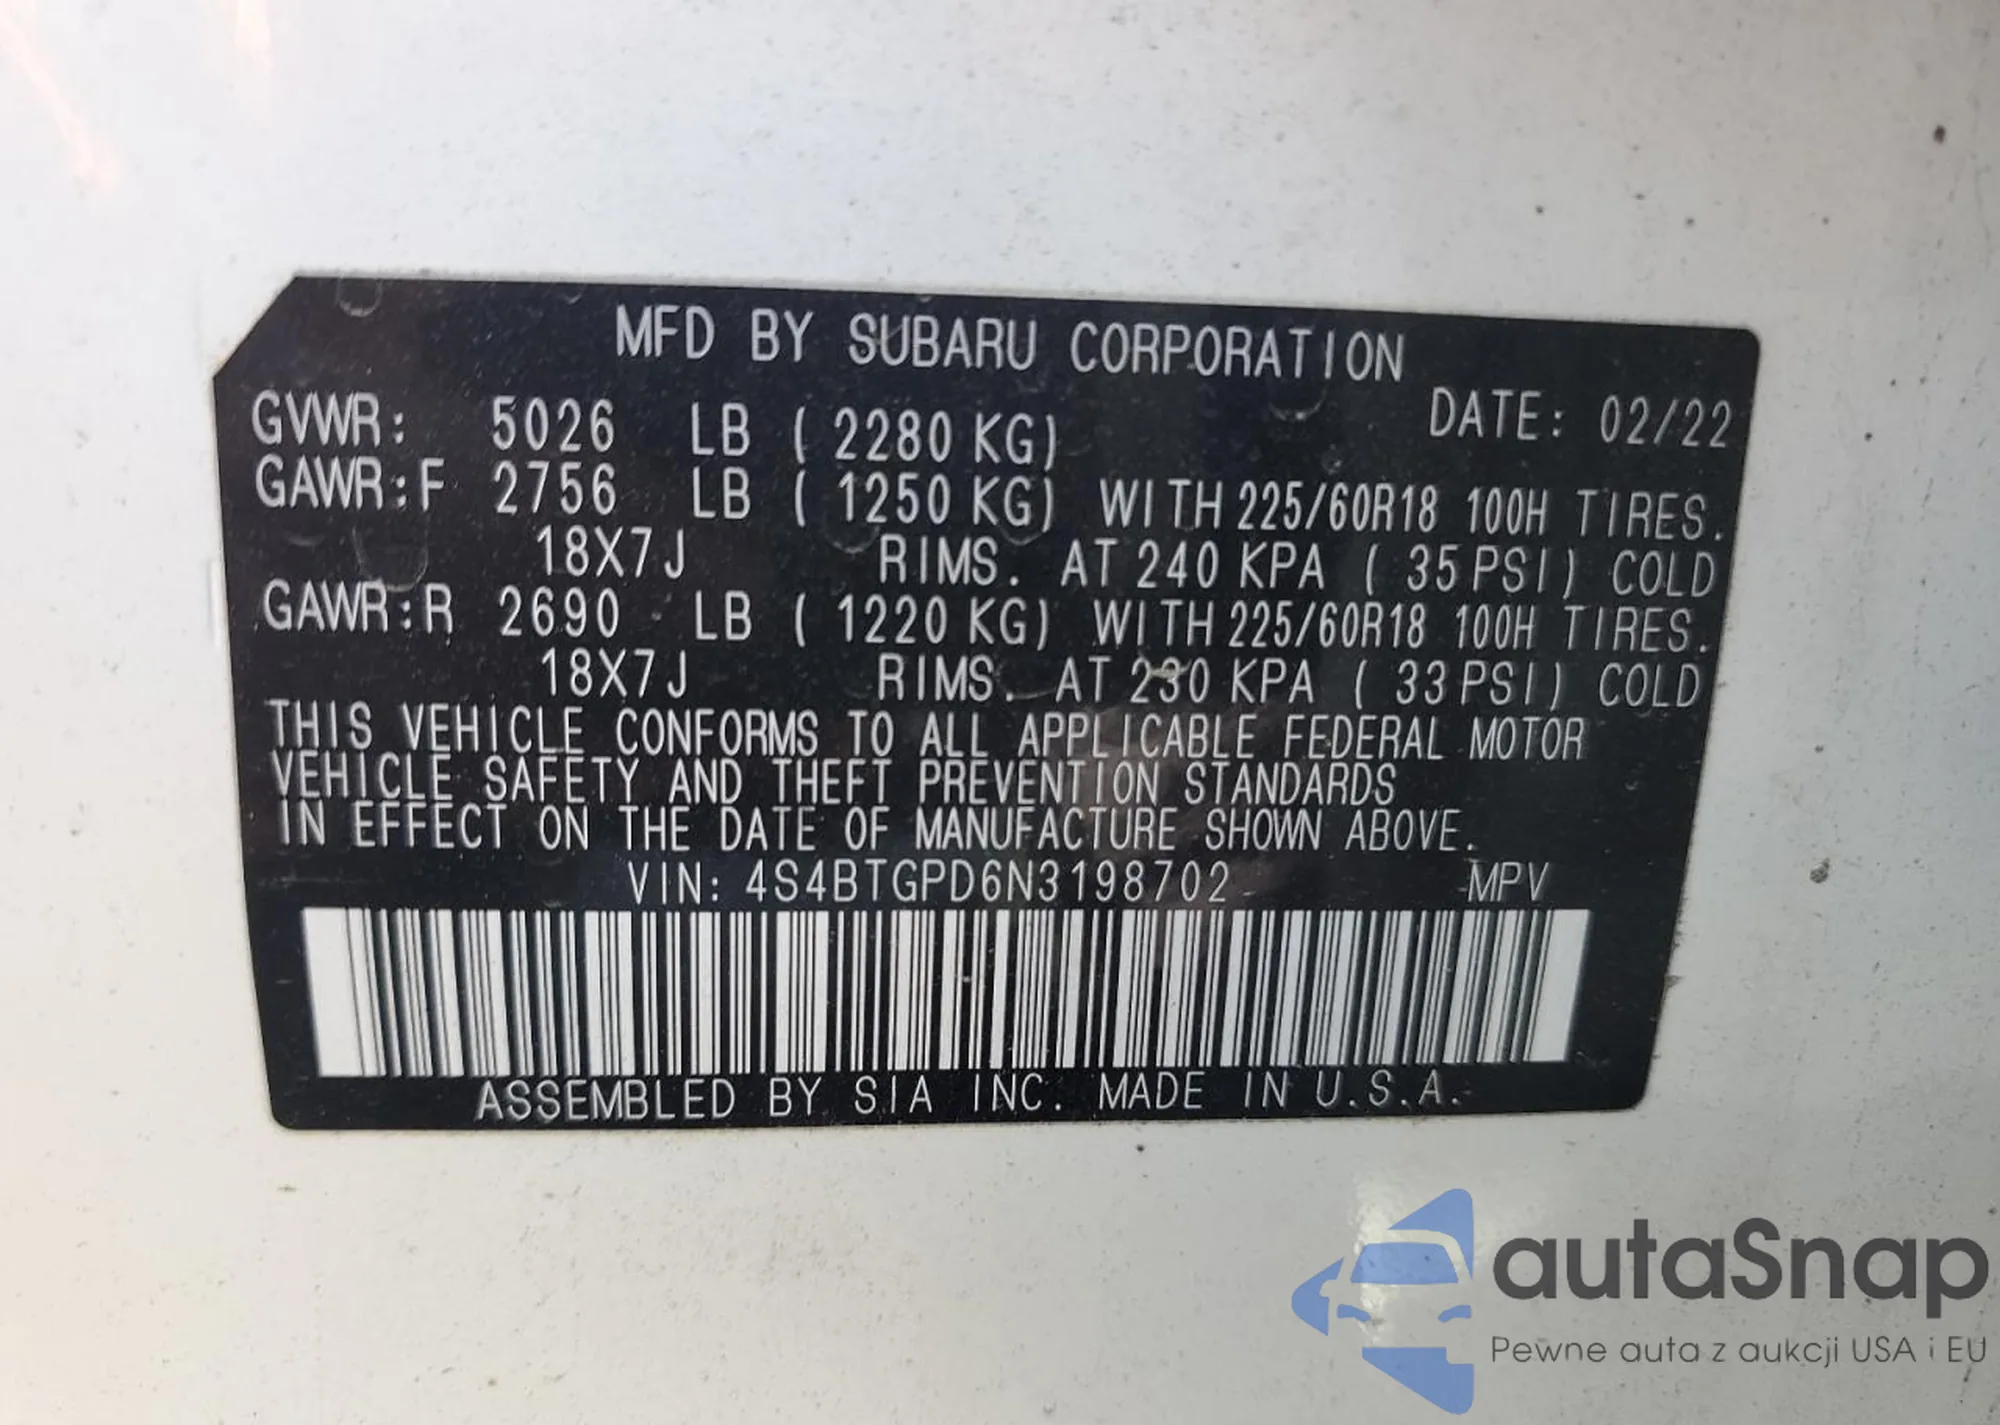 MFD BY SUBARU CORPORATION
GVWR: 5026 LB ( 2280 KG) DATE: 02/22
GAWR:F 2756 LB ( 1250 KG) WITH 225/60R18 100H TIRES.
18X7J RIMS. AT 240 KPA ( 35 PSI) COLD
GAWR:R 2690 LB ( 1220 KG) WITH 225/60R18 100H TIRES.
18X7J RIMS. AT 230 KPA ( 33 PSI) COLD
THIS VEHICLE CONFORMS TO ALL APPLICABLE FEDERAL MOTOR
VEHICLE SAFETY AND THEFT PREVENTION STANDARDS
IN EFFECT ON THE DATE OF MANUFACTURE SHOWN ABOVE.
VIN: 4S4BTGPD6N3198702 MPV
ASSEMBLED BY SIA INC. MADE IN U.S.A.
autaSnap
Pewne auta z aukcji USA i EU